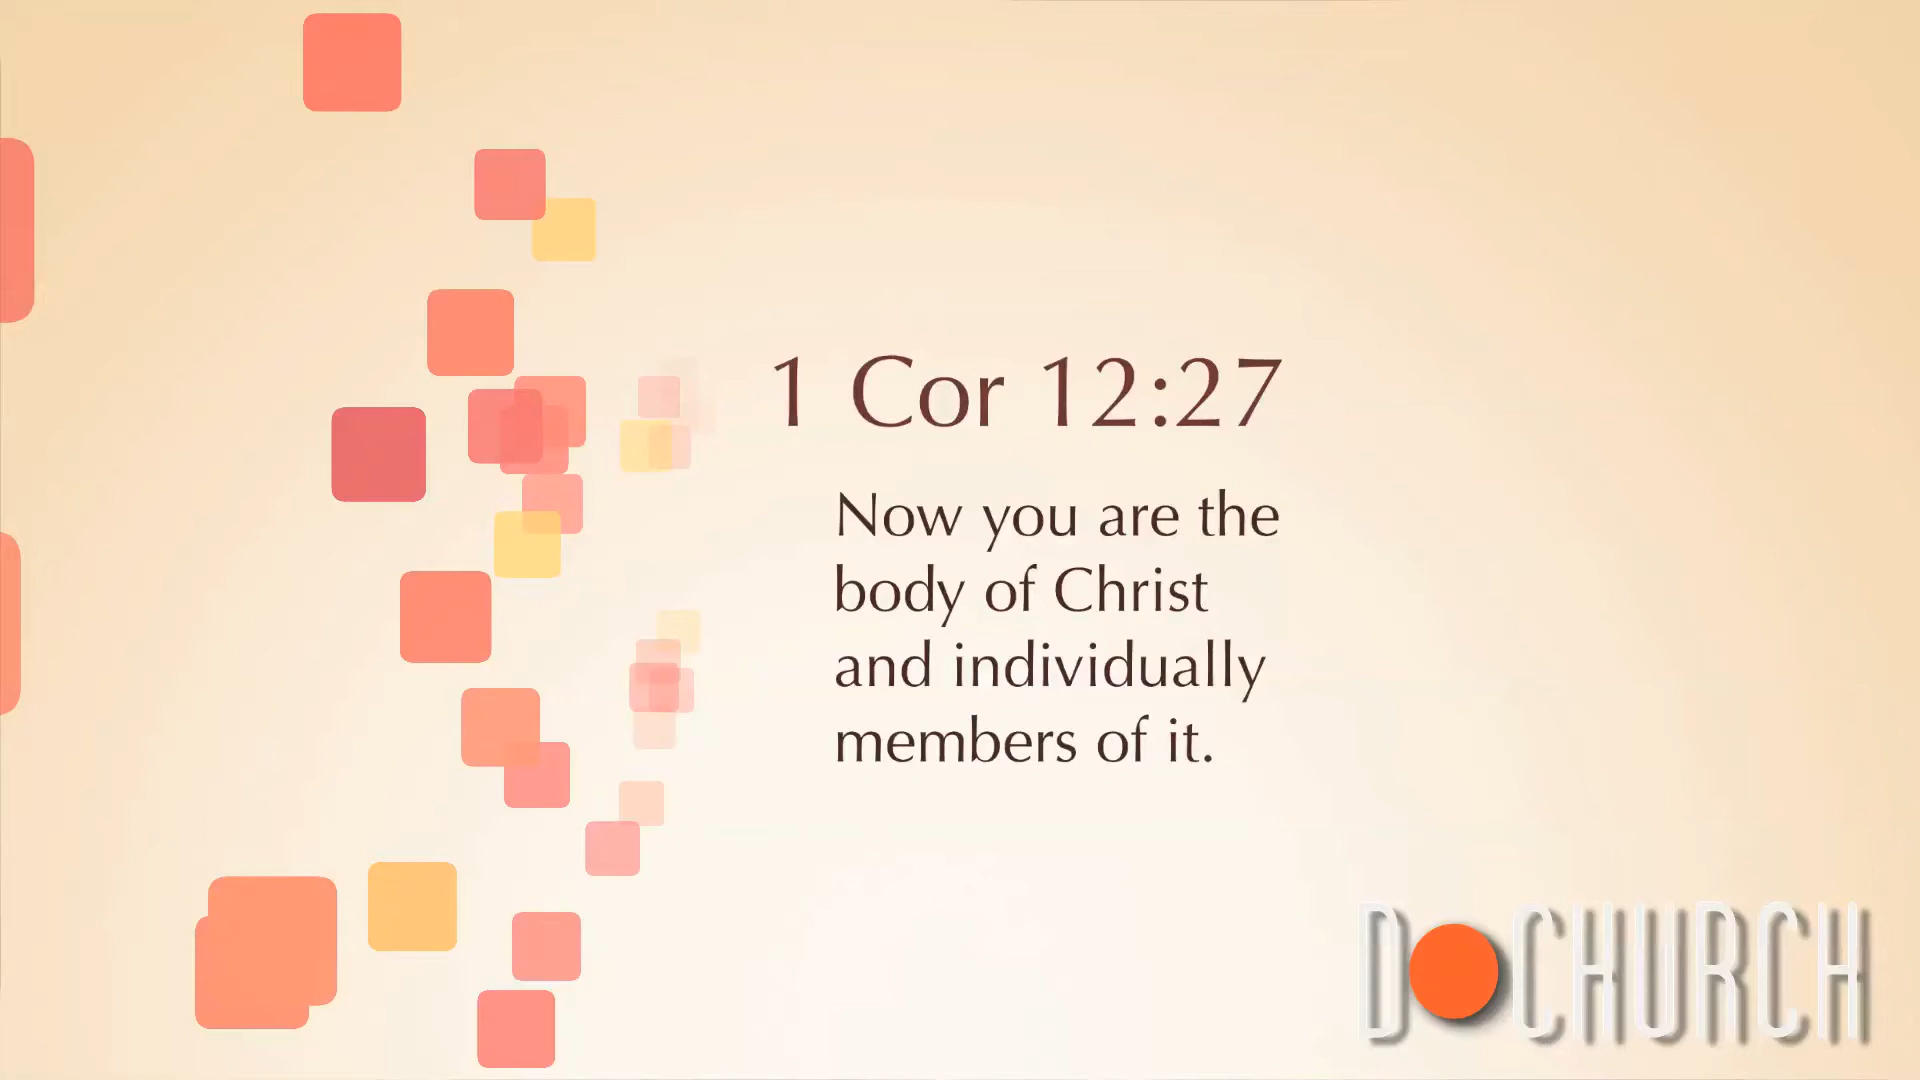 1 Cor 12:27
Now you are the
body of Christ
and individually
members of it.
DOCHURCH